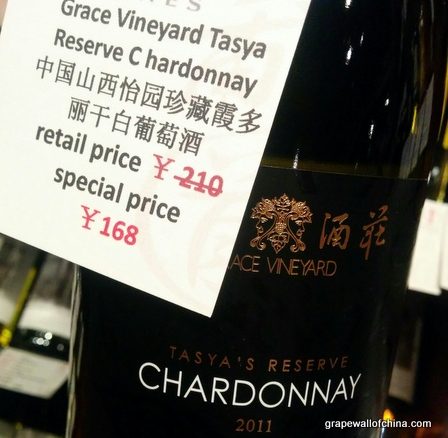 Grace Vineyard Tasya
Reserve C hardonnay
中国山西怡园珍藏霞多
丽干白葡萄酒
retail price ￥210
special price
￥168
酒莊
ACE VINEYARD
TASYA'S RESERVE
CHARDONNAY
2011
grapewallofchina.com